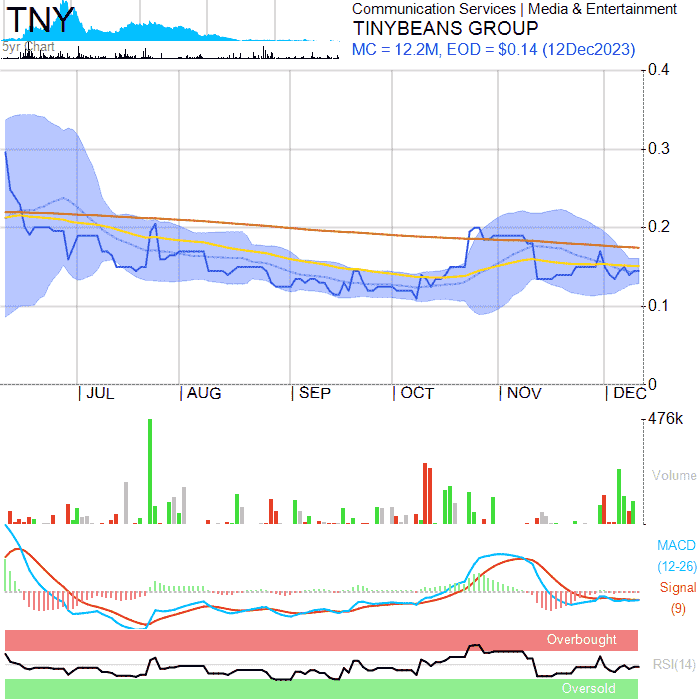 TNY
5yr Chart
Communication Services | Media & Entertainment
TINYBEANS GROUP
MC = 12.2M, EOD = $0.14 (12Dec2023)
0.4
0.3
0.2
0.1
0
| JUL | AUG | SEP | OCT | NOV | DEC
476k
Volume
MACD
(12-26)
Signal
(9)
Overbought
RSI(14)
Oversold